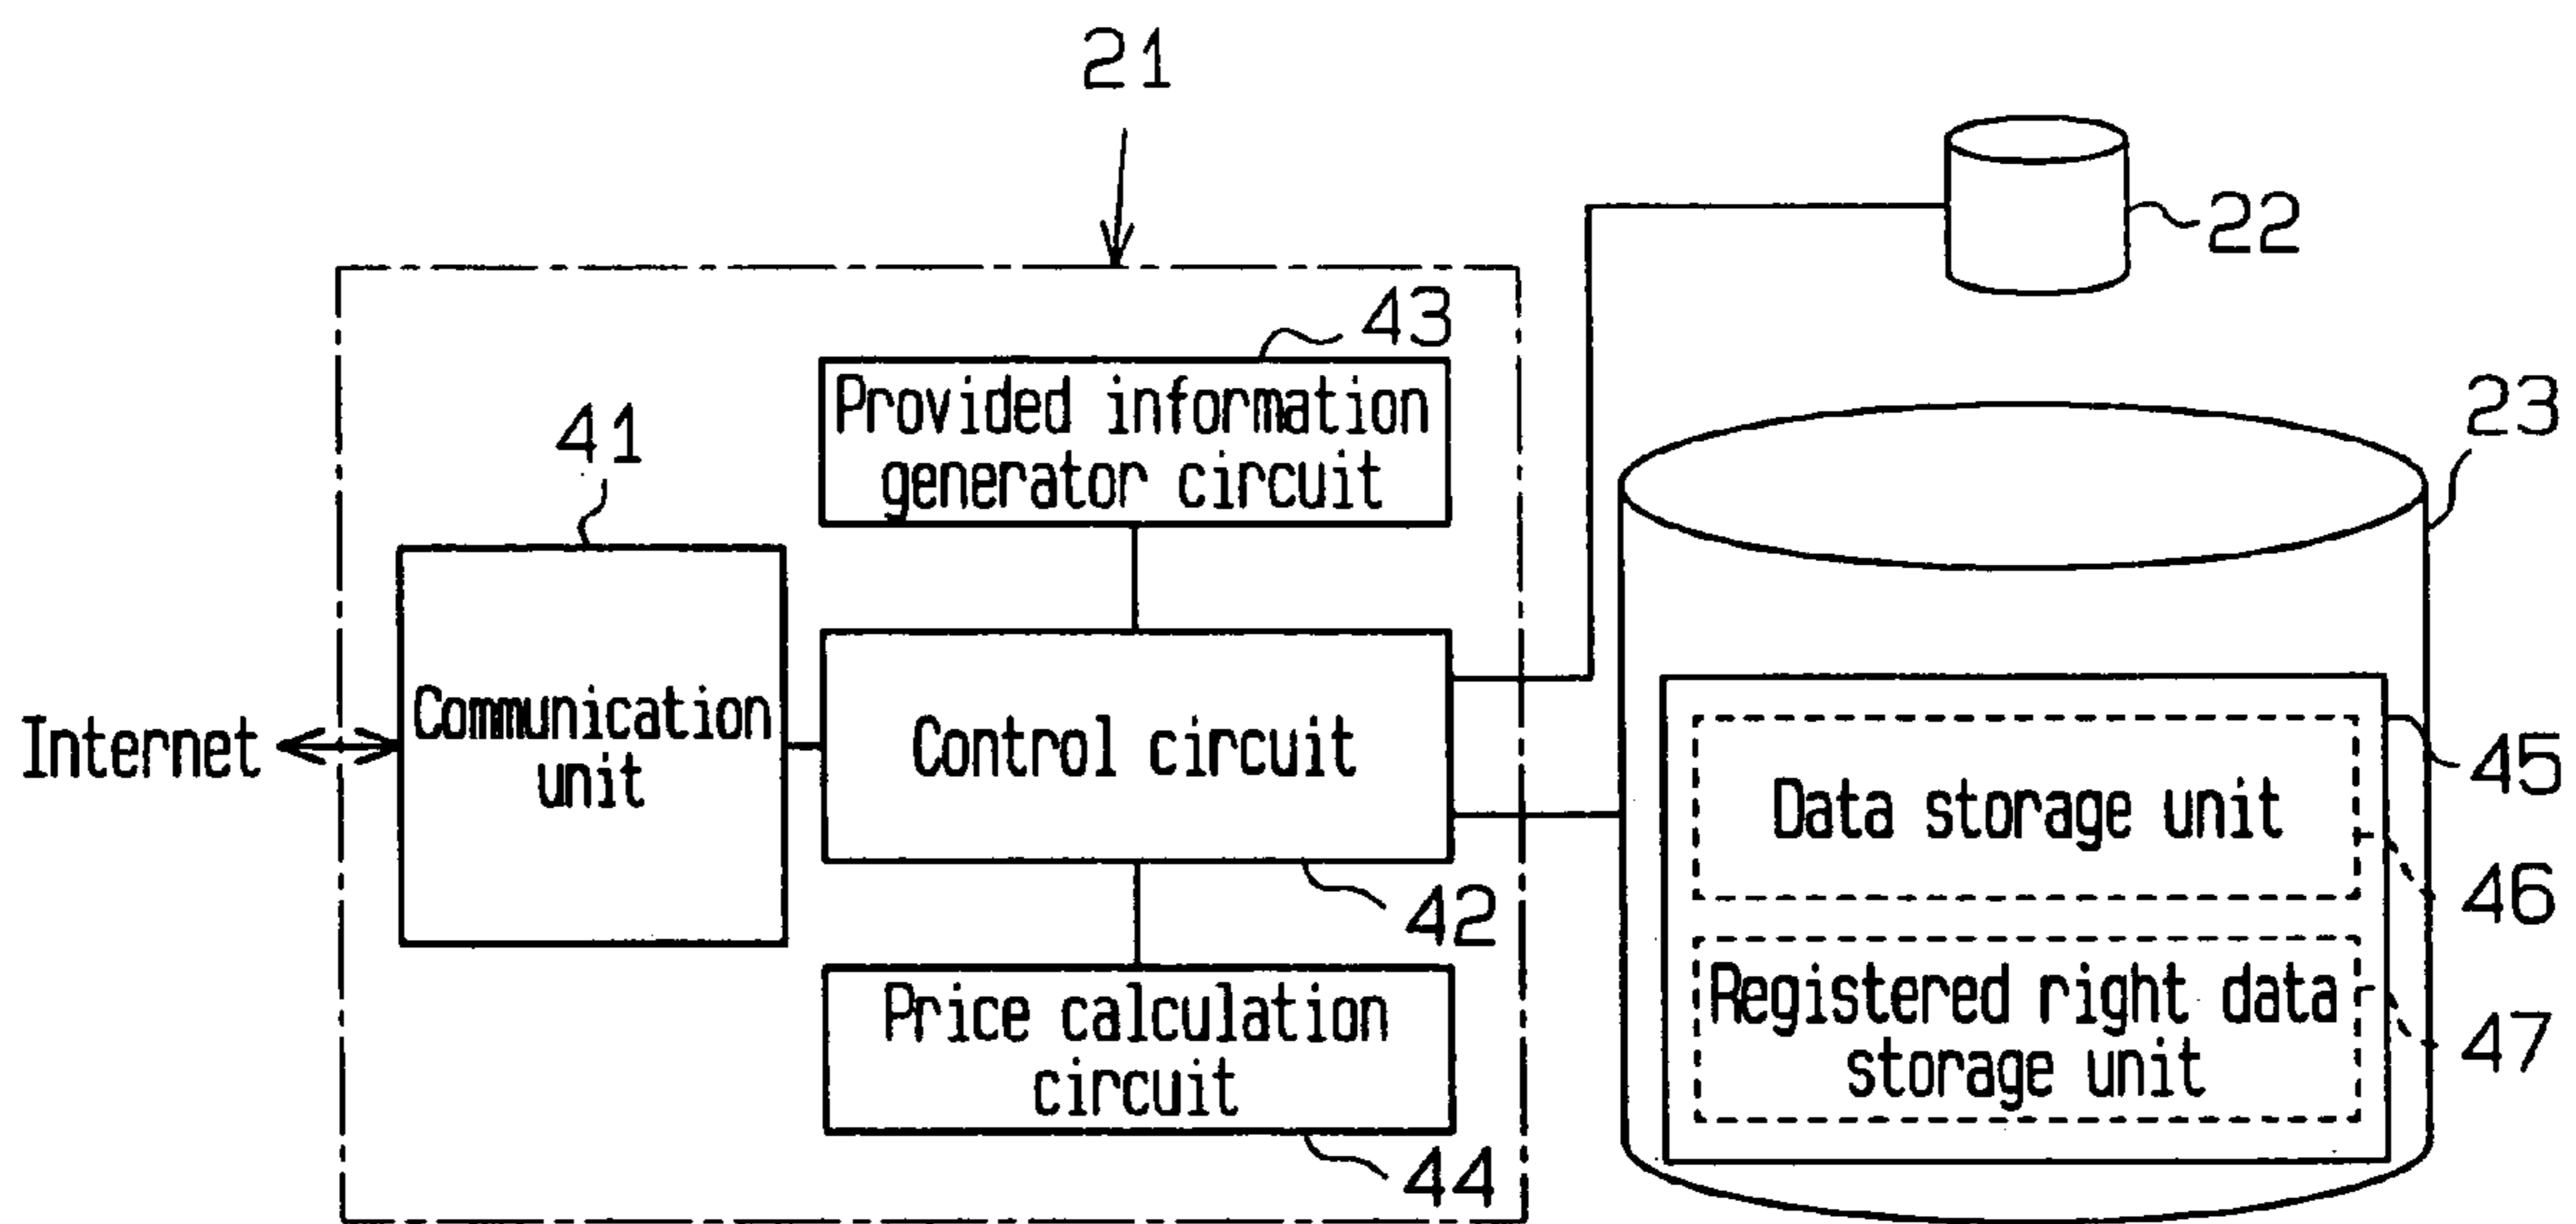 21
22
43
Provided information
generator circuit
23
41
Communication
unit
Internet
Control circuit
42
45
Data storage unit
46
Registered right data
storage unit
47
Price calculation
circuit
44